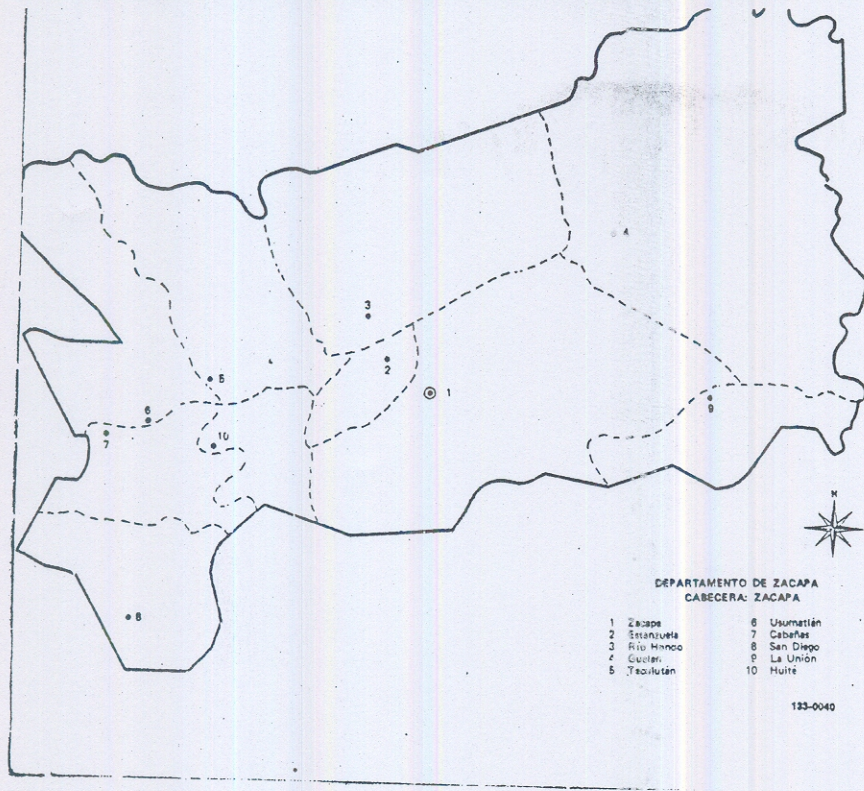 4
3
2
5
1
9
6
7
10
N
8
DEPARTAMENTO DE ZACAPA
CABECERA: ZACAPA
1 Zacapa
2 Estanzuela
3 Río Hondo
4 Gualán
5 Teculután
6 Usumatlán
7 Cabañas
8 San Diego
9 La Unión
10 Huité
133-0040